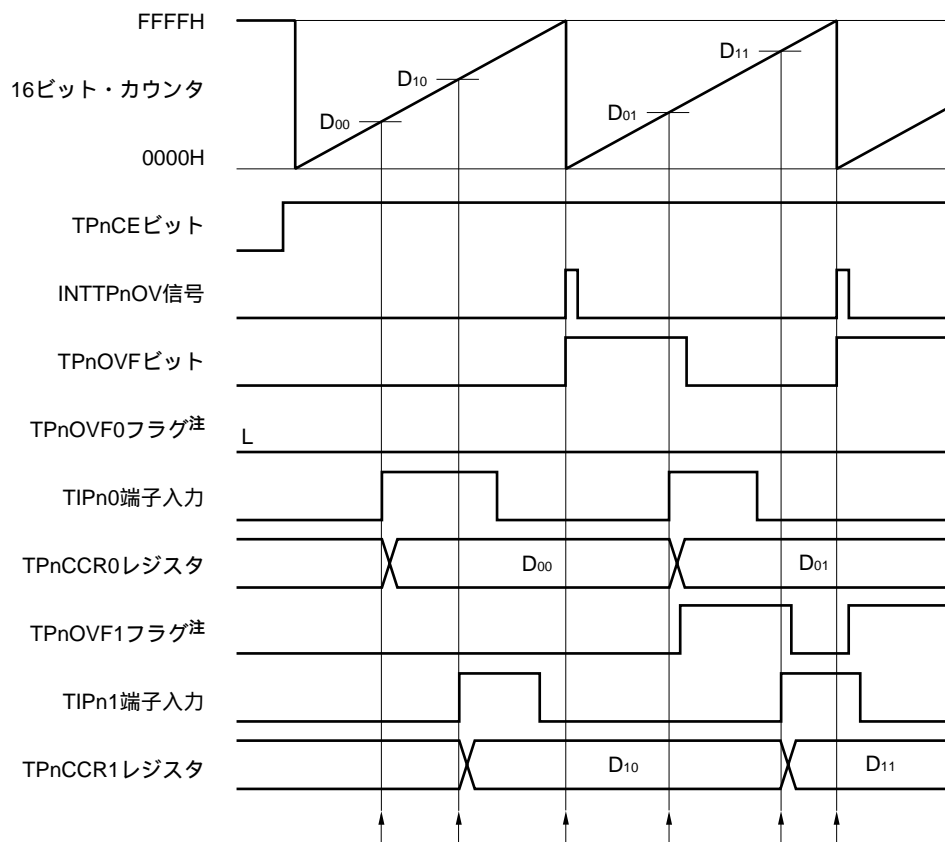 FFFFH
16ビット・カウンタ
0000H
D10
D00
D11
D01
TPnCEビット
INTTPnOV信号
TPnOVFビット
TPnOVF0フラグ注
L
TIPn0端子入力
TPnCCR0レジスタ
D00
D01
TPnOVF1フラグ注
TIPn1端子入力
TPnCCR1レジスタ
D10
D11